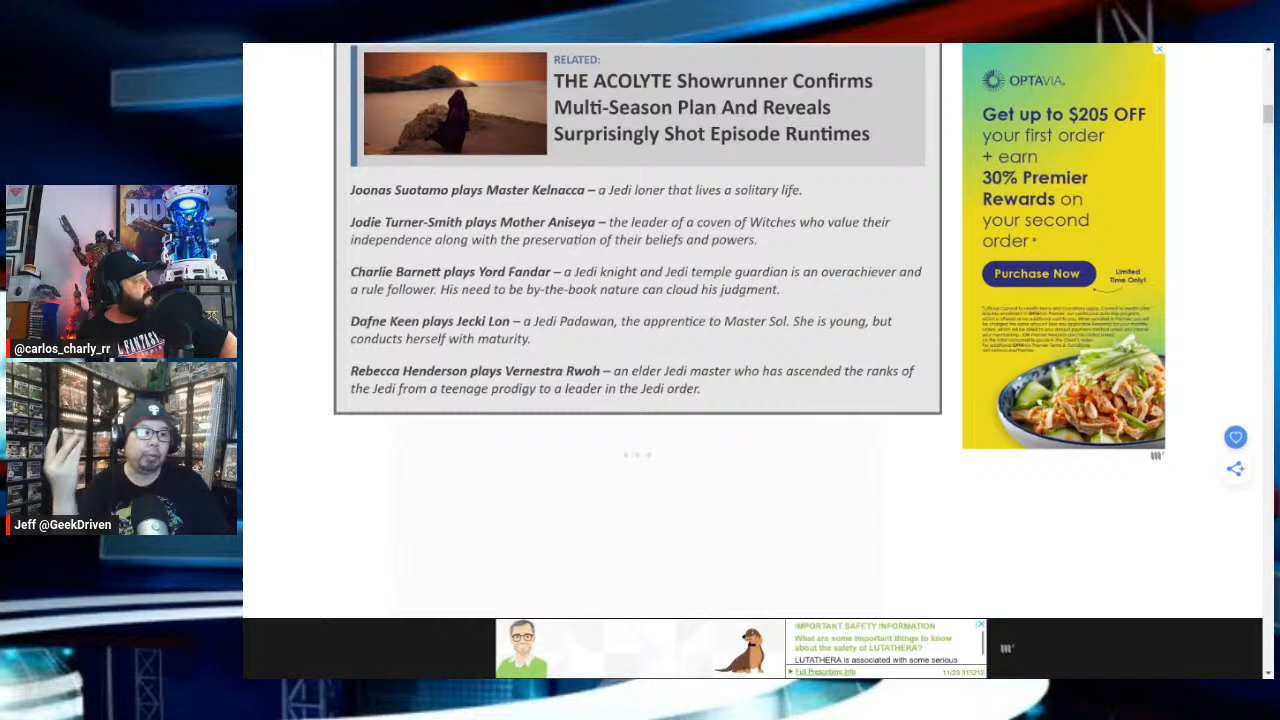 RELATED:
THE ACOLYTE Showrunner Confirms
Multi-Season Plan And Reveals
Surprisingly Shot Episode Runtimes
Joonas Suotamo plays Master Kelnacca – a Jedi loner that lives a solitary life.
Jodie Turner-Smith plays Mother Aniseya – the leader of a coven of Witches who value their
independence along with the preservation of their beliefs and powers.
Charlie Barnett plays Yord Fandar – a Jedi knight and Jedi temple guardian is an overachiever and
a rule follower. His need to be by-the-book nature can cloud his judgment.
Dafne Keen plays Jecki Lon – a Jedi Padawan, the apprentice to Master Sol. She is young, but
conducts herself with maturity.
Rebecca Henderson plays Vernestra Rwoh – an elder Jedi master who has ascended the ranks of
the Jedi from a teenage prodigy to a leader in the Jedi order.
OPTAVIA
Get up to $205 OFF
your first order
+ earn
30% Premier
Rewards on
your second
order*
Purchase Now
Limited
Time Only!
@carlos_charly_rr
Jeff @GeekDriven
IMPORTANT SAFETY INFORMATION
What are some important things to know
about the safety of LUTATHERA?
LUTATHERA is associated with some serious
Full Prescribing Info
11/23 315212